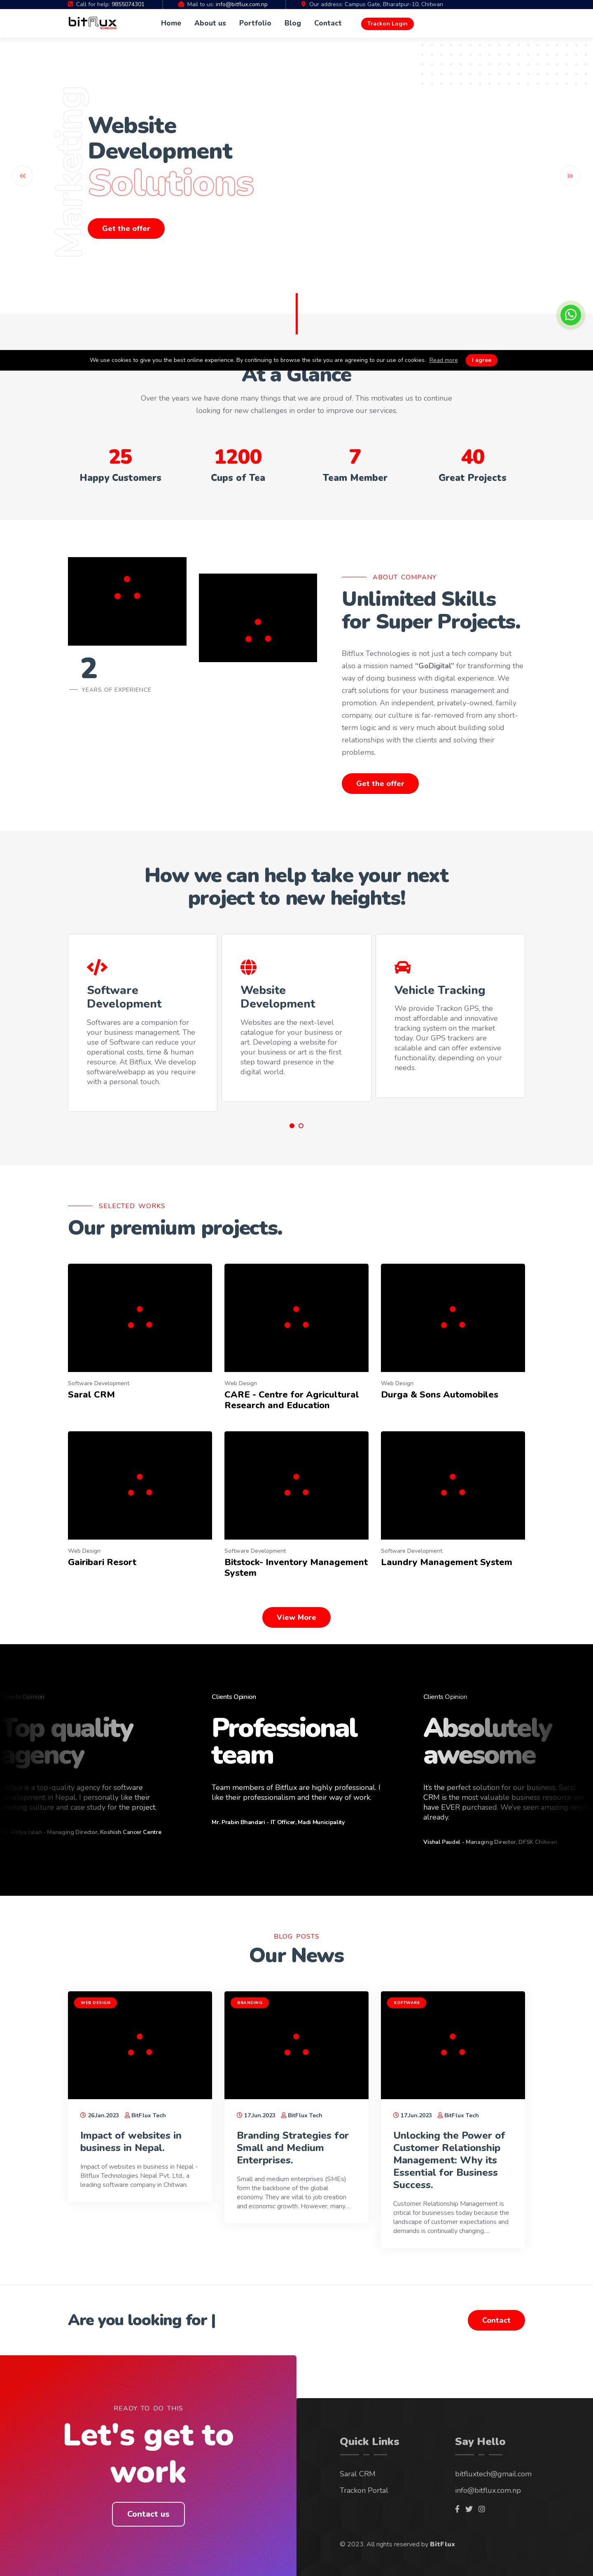 Call for help: 9855074301
Mail to us: info@bitflux.com.np
Our address: Campus Gate, Bharatpur-10, Chitwan
bitflux
Home
About us
Portfolio
Blog
Contact
Trackon Login
Marketing
Website
Development
Solutions
Get the offer
We use cookies to give you the best online experience. By continuing to browse the site you are agreeing to our use of cookies. Read more
I agree
At a Glance
Over the years we have done many things that we are proud of. This motivates us to continue
looking for new challenges in order to improve our services.
25
Happy Customers
1200
Cups of Tea
7
Team Member
40
Great Projects
2
YEARS OF EXPERIENCE
ABOUT COMPANY
Unlimited Skills
for Super Projects.
Bitflux Technologies is not just a tech company but
also a mission named “GoDigital” for transforming the
way of doing business with digital experience. We
craft solutions for your business management and
promotion. An independent, privately-owned, family
company, our culture is far-removed from any short-
term logic and is very much about building solid
relationships with the clients and solving their
problems.
Get the offer
How we can help take your next
project to new heights!
Software
Development
Softwares are a companion for
your business management. The
use of Software can reduce your
operational costs, time & human
resource. At Bitflux, We develop
software/webapp as you require
with a personal touch.
Website
Development
Websites are the next-level
catalogue for your business or
art. Developing a website for
your business or art is the first
step toward presence in the
digital world.
Vehicle Tracking
We provide Trackon GPS, the
most affordable and innovative
tracking system on the market
today. Our GPS trackers are
scalable and can offer extensive
functionality, depending on your
needs.
SELECTED WORKS
Our premium projects.
Software Development
Saral CRM
Web Design
CARE - Centre for Agricultural
Research and Education
Web Design
Durga & Sons Automobiles
Web Design
Gairibari Resort
Software Development
Bitstock- Inventory Management
System
Software Development
Laundry Management System
View More
Opinion
Top quality
agency
is a top-quality agency for software
development in Nepal. I personally like their
culture and case study for the project.
- Managing Director, Koshish Cancer Centre
Clients Opinion
Professional
team
Team members of Bitflux are highly professional. I
like their professionalism and their way of work.
Mr. Prabin Bhandari - IT Officer, Madi Municipality
Clients Opinion
Absolutely
awesome
It's the perfect solution for our business. Saral
CRM is the most valuable business resource we
have EVER purchased. We've seen amazing
already.
Vishal Paudel - Managing Director, DFSK Chitwan
BLOG POSTS
Our News
WEB DESIGN
26.Jan.2023
BitFlux Tech
Impact of websites in
business in Nepal.
Impact of websites in business in Nepal -
Bitflux Technologies Nepal Pvt. Ltd., a
leading software company in Chitwan.
BRANDING
17.Jun.2023
BitFlux Tech
Branding Strategies for
Small and Medium
Enterprises.
Small and medium enterprises (SMEs)
form the backbone of the global
economy. They are vital to job creation
and economic growth. However, many...
SOFTWARE
17.Jun.2023
BitFlux Tech
Unlocking the Power of
Customer Relationship
Management: Why its
Essential for Business
Success.
Customer Relationship Management is
critical for businesses today because the
landscape of customer expectations and
demands is continually changing....
Are you looking for |
Contact
READY TO DO THIS
Let's get to
work
Contact us
Quick Links
Saral CRM
Trackon Portal
Say Hello
bitfluxtech@gmail.com
info@bitflux.com.np
© 2023. All rights reserved by BitFlux